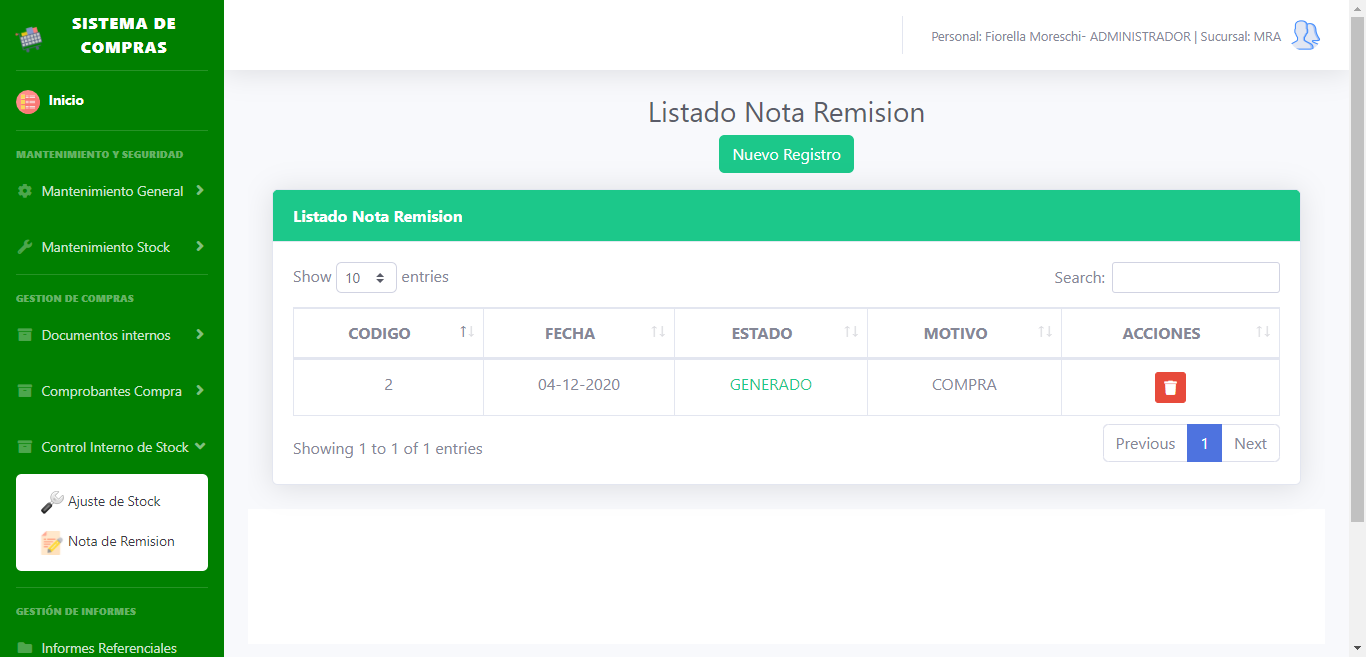 SISTEMA DE
COMPRAS
Inicio
MANTENIMIENTO Y SEGURIDAD
Mantenimiento General
Mantenimiento Stock
GESTION DE COMPRAS
Documentos internos
Comprobantes Compra
Control Interno de Stock
Ajuste de Stock
Nota de Remision
GESTIÓN DE INFORMES
Informes Referenciales
Personal: Fiorella Moreschi- ADMINISTRADOR | Sucursal: MRA
Listado Nota Remision
Nuevo Registro
Listado Nota Remision
Show 10 entries Search:
CODIGO FECHA ESTADO MOTIVO ACCIONES
2 04-12-2020 GENERADO COMPRA
Showing 1 to 1 of 1 entries Previous 1 Next